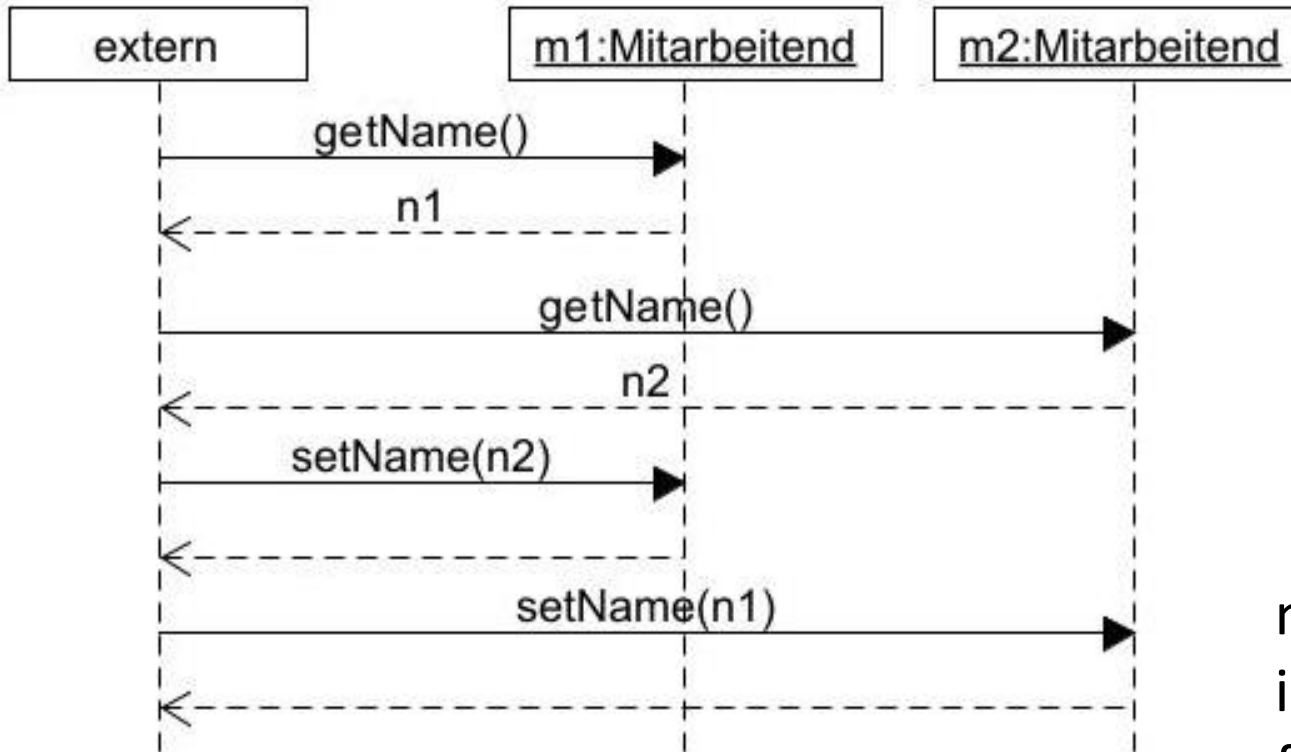 extern
m1:Mitarbeitend
m2:Mitarbeitend
getName()
n1
getName()
n2
setName(n2)
setName(n1)